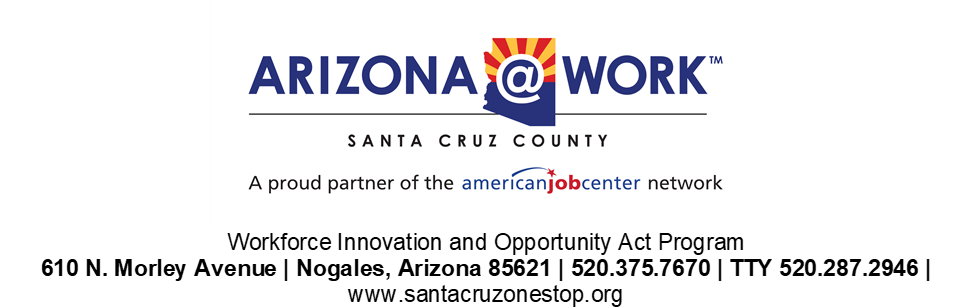 ARIZONA @ WORK™
SANTA CRUZ COUNTY
A proud partner of the americanjobcenter network
Workforce Innovation and Opportunity Act Program
610 N. Morley Avenue | Nogales, Arizona 85621 | 520.375.7670 | TTY 520.287.2946 |
www.santacruzonestop.org